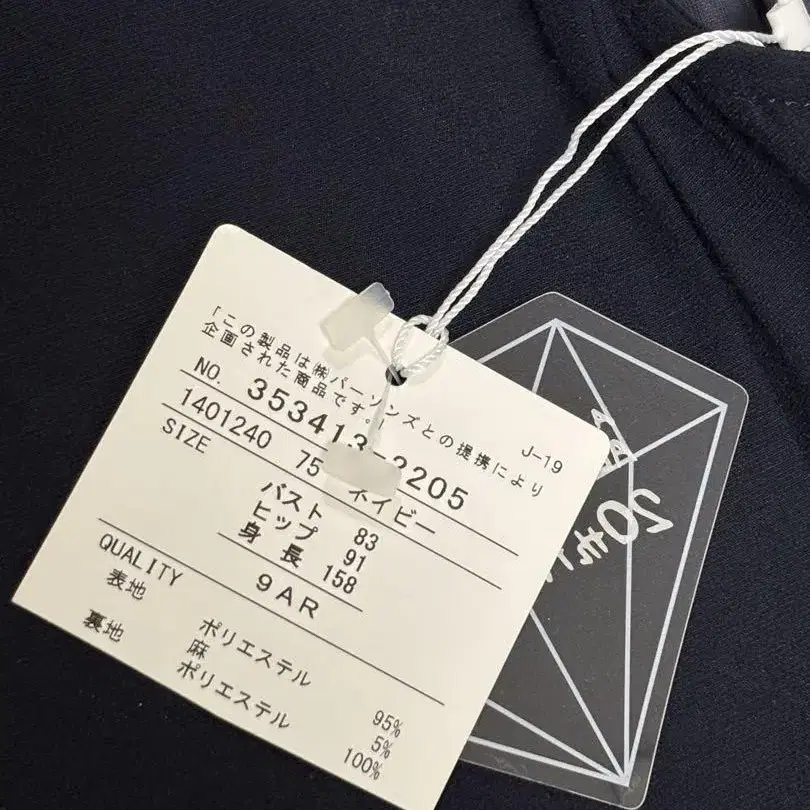 「この製品は㈱パーソンズとの提携により
企画された商品です。」
J-19
NO. 353413-2205
1401240 75 ネイビー
SIZE
バスト 83
ヒップ 91
身長 158
9AR
QUALITY
表地 ポリエステル 95%
麻 5%
裏地 ポリエステル 100%